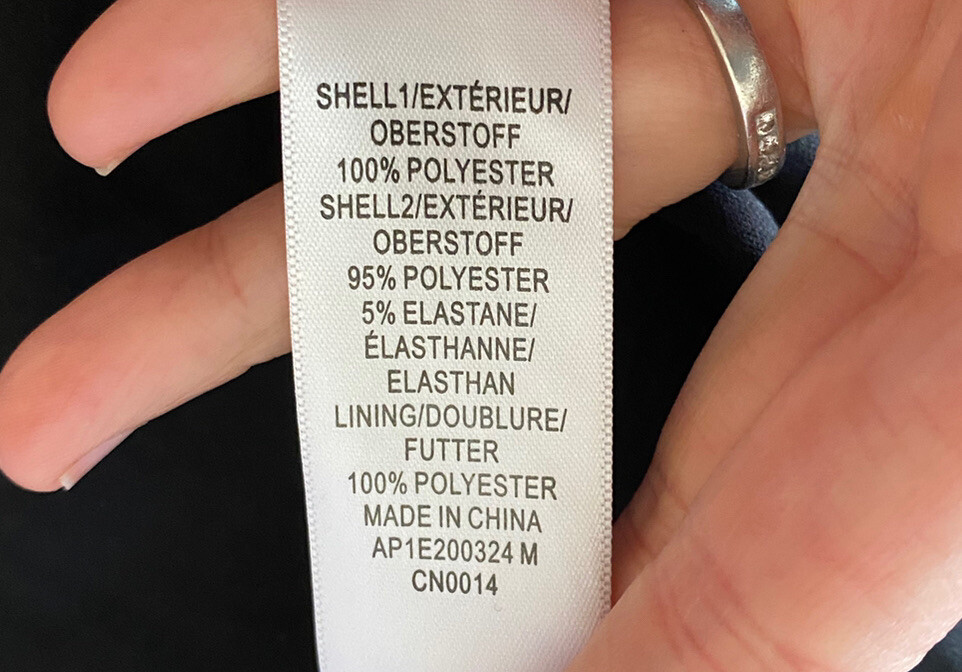 SHELL1/EXTÉRIEUR/
OBERSTOFF
100% POLYESTER
SHELL2/EXTÉRIEUR/
OBERSTOFF
95% POLYESTER
5% ELASTANE/
ÉLASTHANNE/
ELASTHAN
LINING/DOUBLURE/
FUTTER
100% POLYESTER
MADE IN CHINA
AP1E200324 M
CN0014